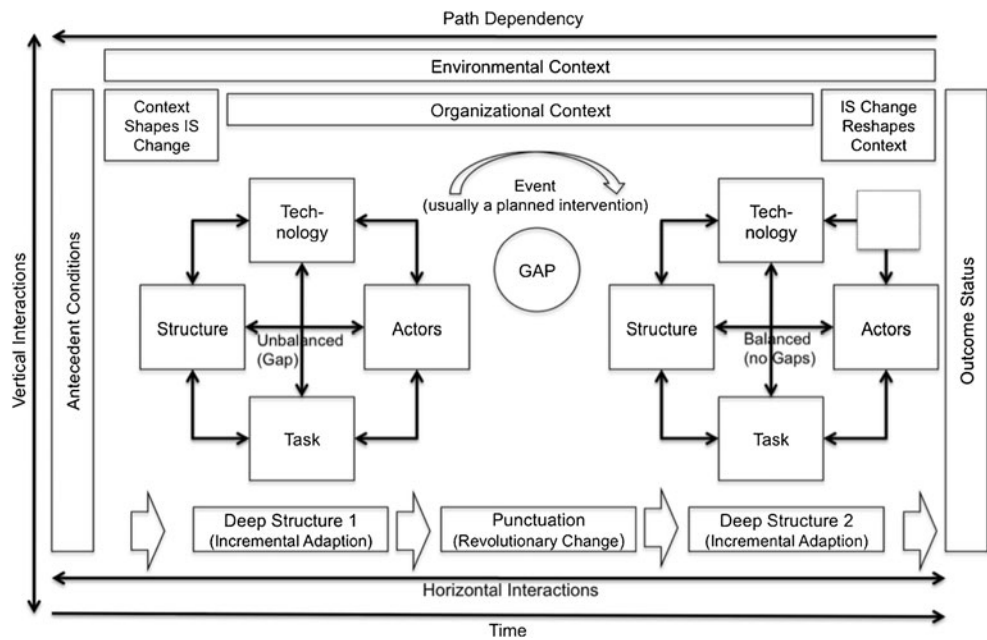 Path Dependency
Environmental Context
Context
Shapes IS
Change
Organizational Context
IS Change
Reshapes
Context
Event
(usually a planned intervention)
GAP
Tech-
nology
Structure
Actors
Unbalanced
(Gap)
Task
Tech-
nology
Structure
Actors
Balanced
(no Gaps)
Task
Vertical Interactions
Antecedent Conditions
Outcome Status
Deep Structure 1
(Incremental Adaption)
Punctuation
(Revolutionary Change)
Deep Structure 2
(Incremental Adaption)
Horizontal Interactions
Time